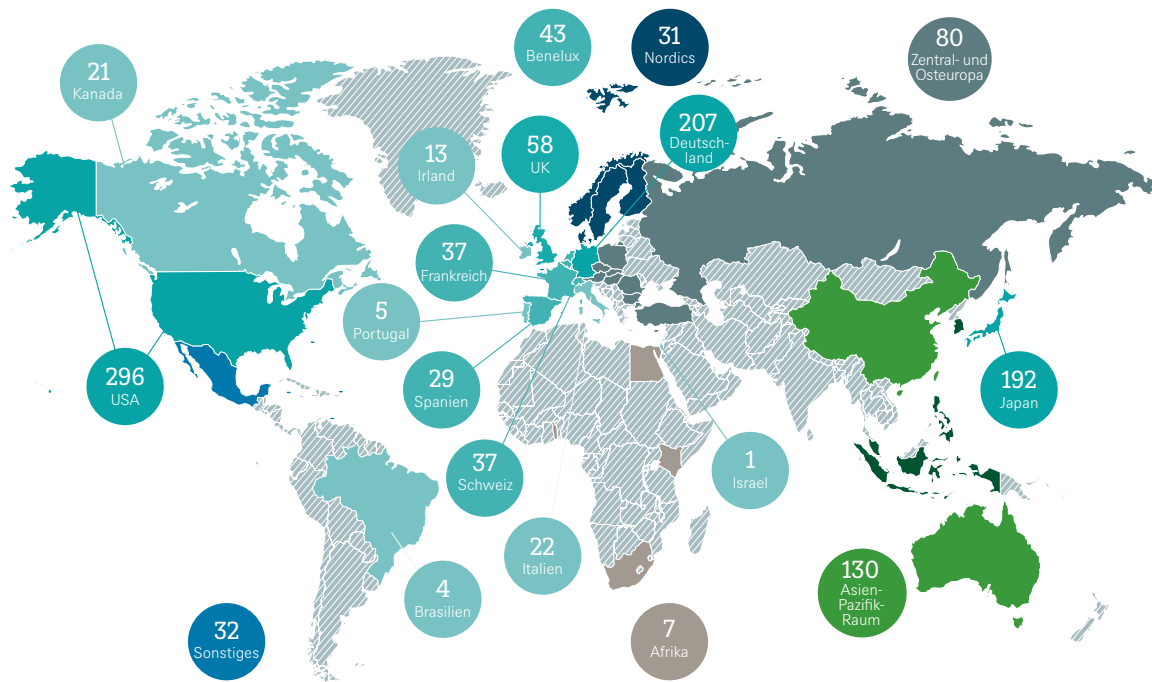 43
Benelux
31
Nordics
80
Zentral- und
Osteuropa
21
Kanada
207
Deutsch-
land
13
Irland
58
UK
37
Frankreich
5
Portugal
296
USA
29
Spanien
192
Japan
37
Schweiz
1
Israel
22
Italien
4
Brasilien
130
Asien-
Pazifik-
Raum
32
Sonstiges
7
Afrika